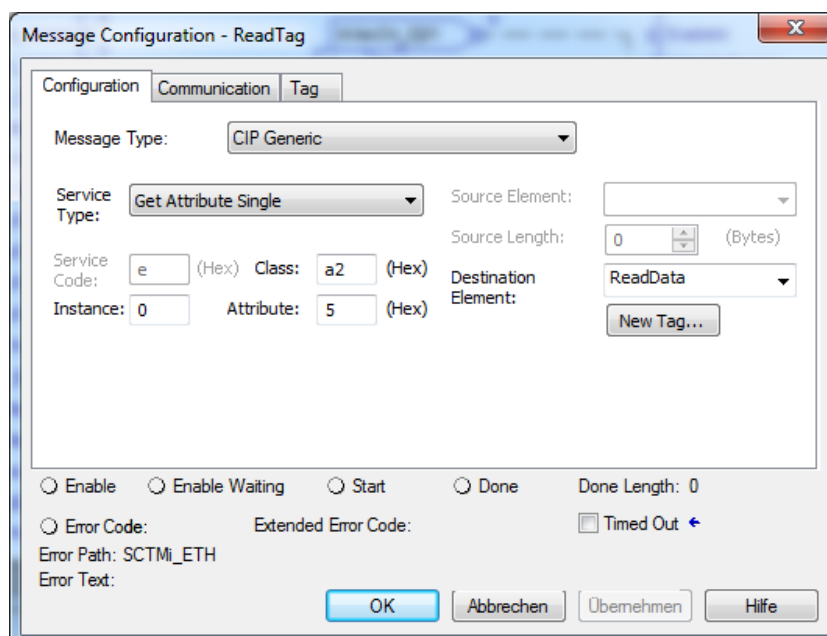 Message Configuration - ReadTag
Configuration Communication Tag
Message Type: CIP Generic
Service Type: Get Attribute Single
Source Element:
Source Length: 0 (Bytes)
Service Code: e (Hex) Class: a2 (Hex)
Destination Element: ReadData
Instance: 0 Attribute: 5 (Hex)
New Tag...
Enable Enable Waiting Start Done Done Length: 0
Error Code: Extended Error Code: Timed Out
Error Path: SCTMi_ETH
Error Text:
OK Abbrechen Übernehmen Hilfe